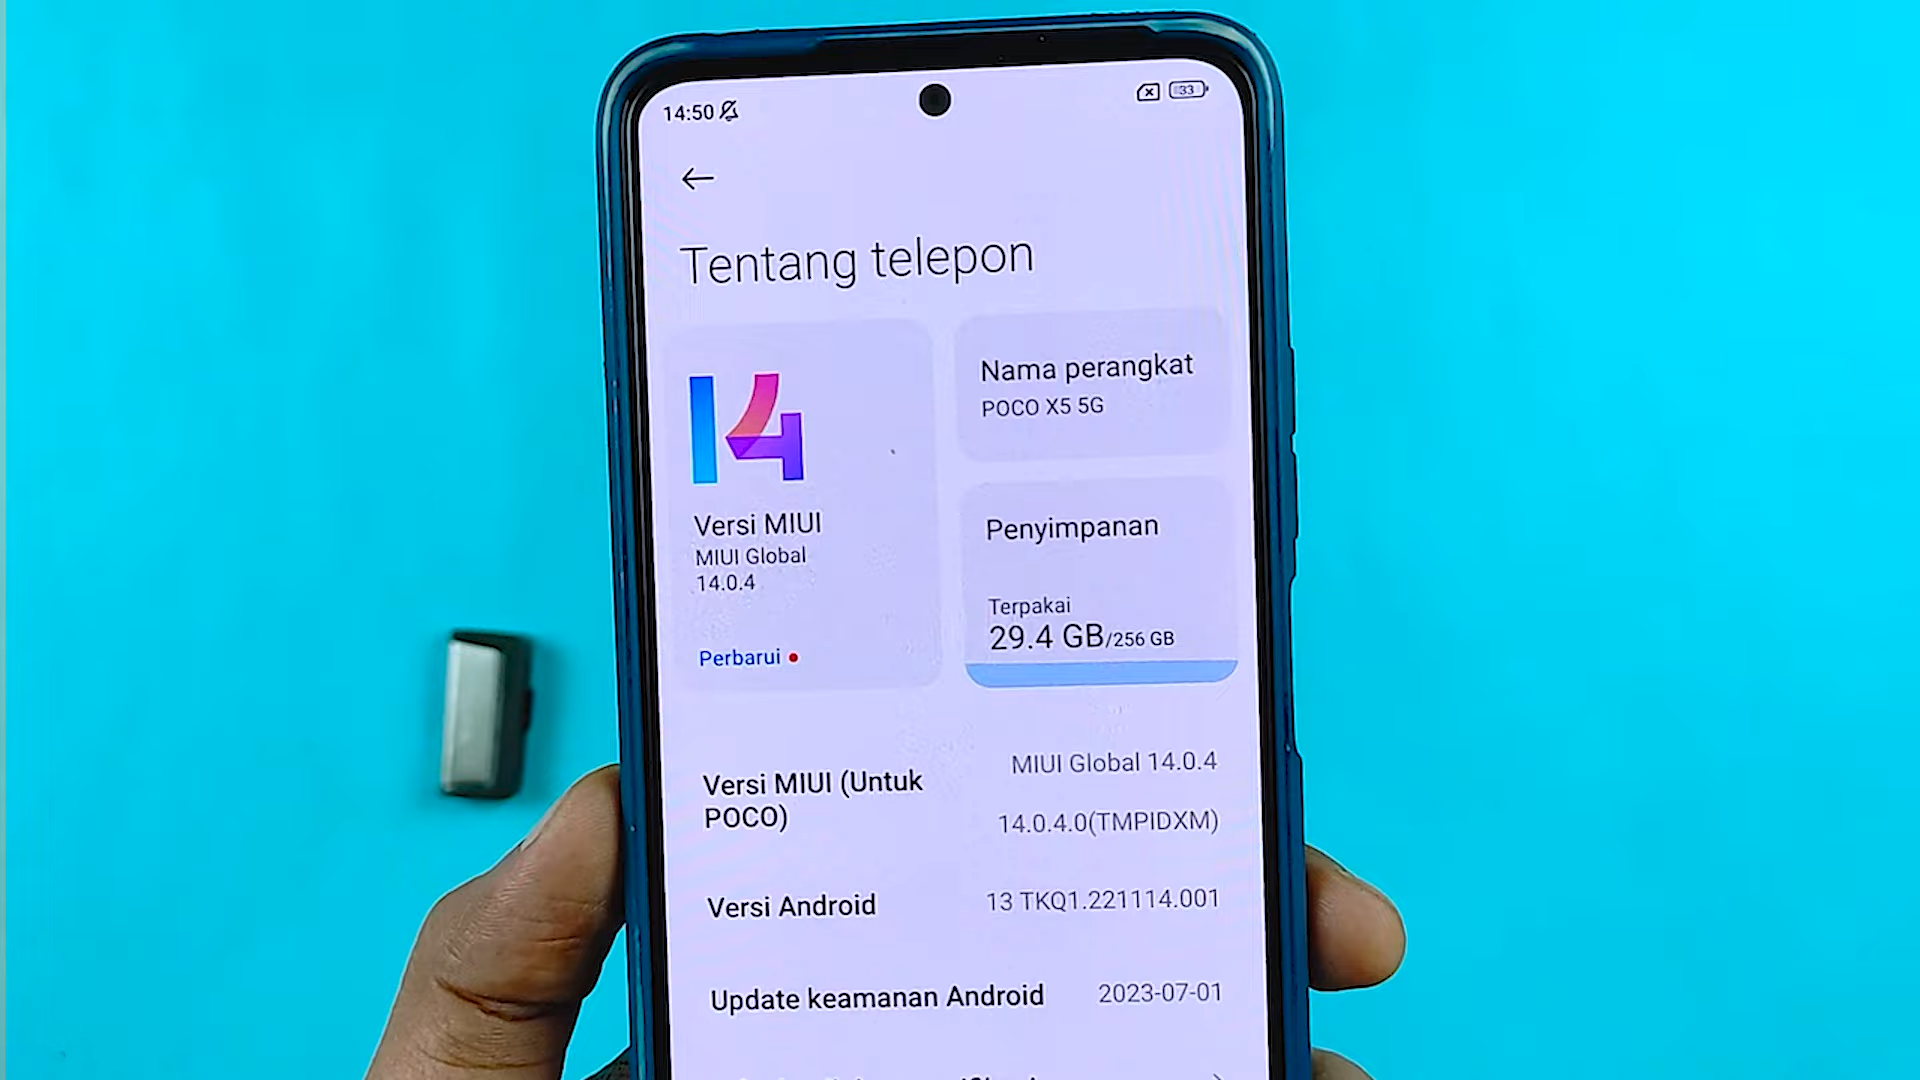 14:50
33
Tentang telepon
14
Versi MIUI
MIUI Global
14.0.4
Perbarui
Nama perangkat
POCO X5 5G
Penyimpanan
Terpakai
29.4 GB/256 GB
Versi MIUI (Untuk
POCO)
MIUI Global 14.0.4
14.0.4.0(TMPIDXM)
Versi Android
13 TKQ1.221114.001
Update keamanan Android
2023-07-01